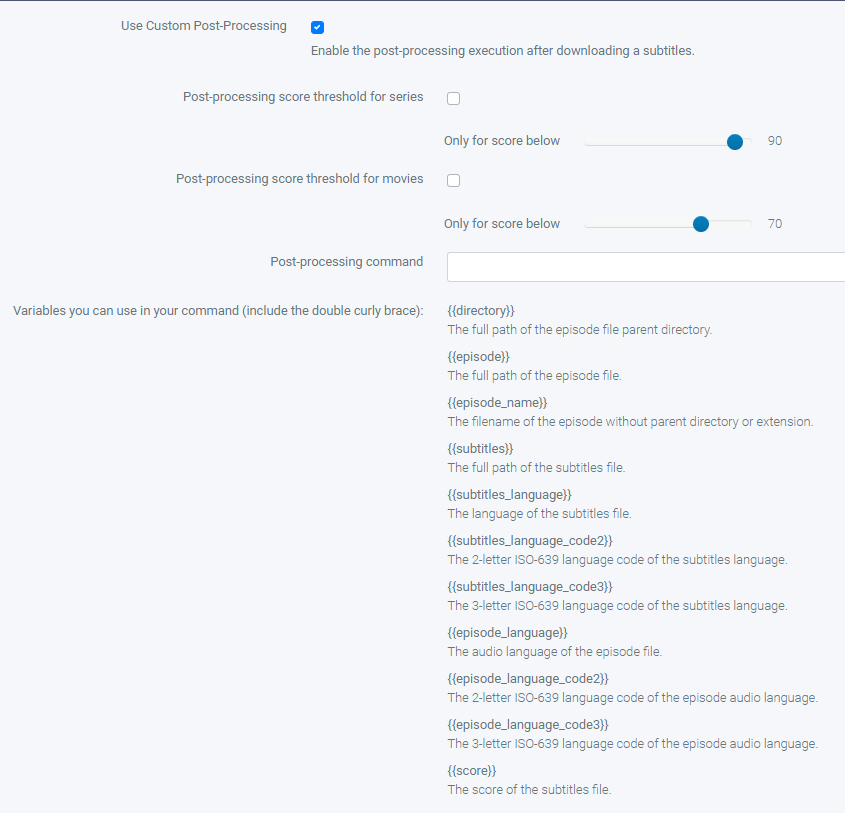 Use Custom Post-Processing
Enable the post-processing execution after downloading a subtitles.
Post-processing score threshold for series
Only for score below 90
Post-processing score threshold for movies
Only for score below 70
Post-processing command
Variables you can use in your command (include the double curly brace): {{directory}}
The full path of the episode file parent directory.
{{episode}}
The full path of the episode file.
{{episode_name}}
The filename of the episode without parent directory or extension.
{{subtitles}}
The full path of the subtitles file.
{{subtitles_language}}
The language of the subtitles file.
{{subtitles_language_code2}}
The 2-letter ISO-639 language code of the subtitles language.
{{subtitles_language_code3}}
The 3-letter ISO-639 language code of the subtitles language.
{{episode_language}}
The audio language of the episode file.
{{episode_language_code2}}
The 2-letter ISO-639 language code of the episode audio language.
{{episode_language_code3}}
The 3-letter ISO-639 language code of the episode audio language.
{{score}}
The score of the subtitles file.